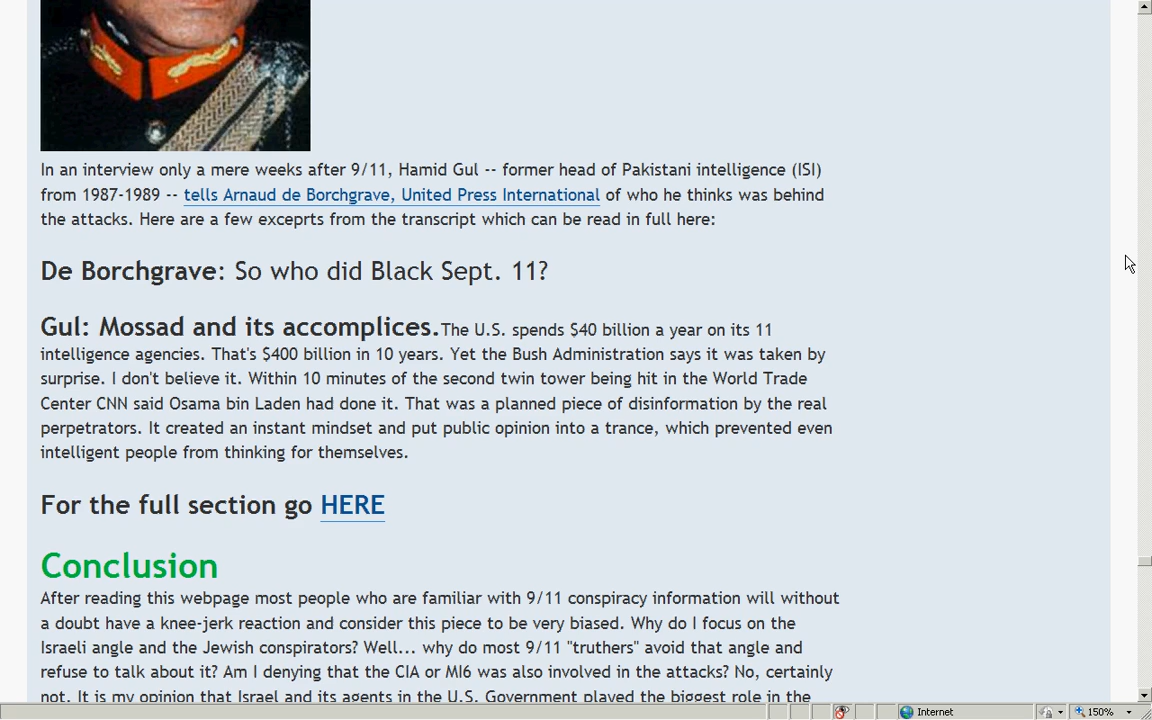 In an interview only a mere weeks after 9/11, Hamid Gul -- former head of Pakistani intelligence (ISI)
from 1987-1989 -- tells Arnaud de Borchgrave, United Press International of who he thinks was behind
the attacks. Here are a few exceprts from the transcript which can be read in full here:
De Borchgrave: So who did Black Sept. 11?
Gul: Mossad and its accomplices.The U.S. spends $40 billion a year on its 11
intelligence agencies. That's $400 billion in 10 years. Yet the Bush Administration says it was taken by
surprise. I don't believe it. Within 10 minutes of the second twin tower being hit in the World Trade
Center CNN said Osama bin Laden had done it. That was a planned piece of disinformation by the real
perpetrators. It created an instant mindset and put public opinion into a trance, which prevented even
intelligent people from thinking for themselves.
For the full section go HERE
Conclusion
After reading this webpage most people who are familiar with 9/11 conspiracy information will without
a doubt have a knee-jerk reaction and consider this piece to be very biased. Why do I focus on the
Israeli angle and the Jewish conspirators? Well... why do most 9/11 "truthers" avoid that angle and
refuse to talk about it? Am I denying that the CIA or MI6 was also involved in the attacks? No, certainly
not. It is my opinion that Israel and its agents in the U.S. Government played the biggest role in the
Internet
150%